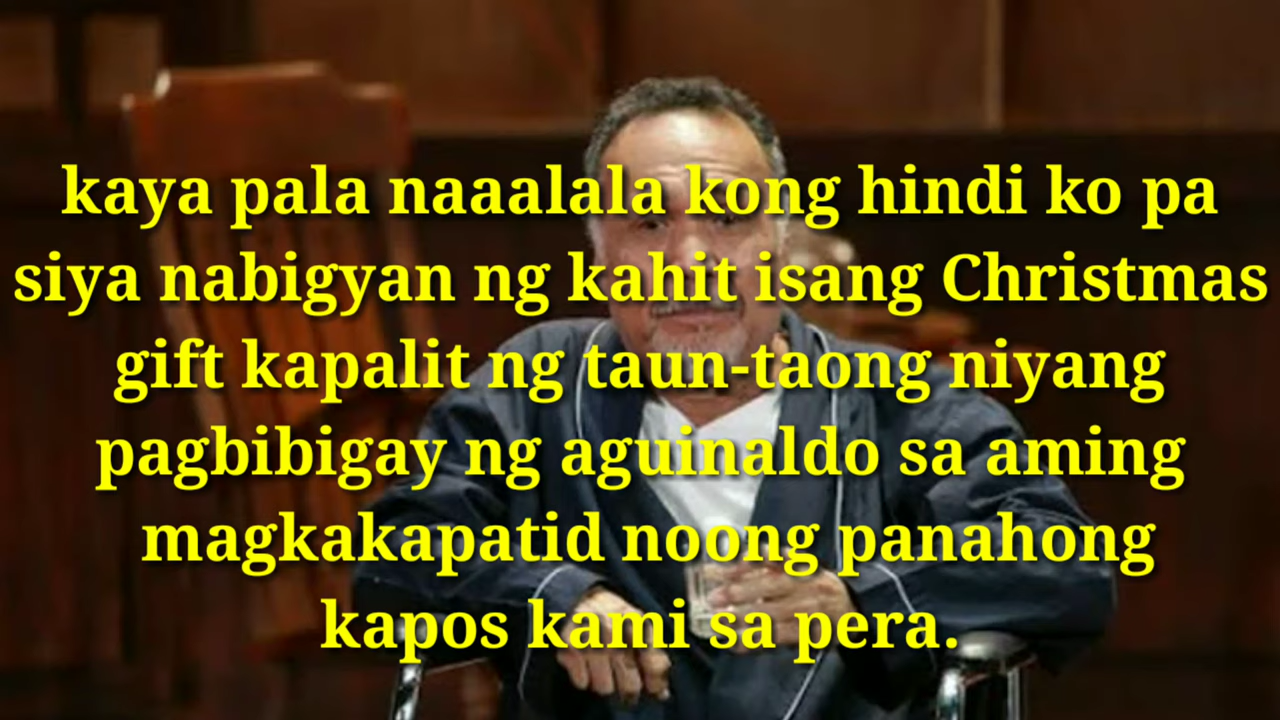 kaya pala naaalala kong hindi ko pa
siya nabigyan ng kahit isang Christmas
gift kapalit ng taun-taong niyang
pagbibigay ng aguinaldo sa aming
magkakapatid noong panahong
kapos kami sa pera.